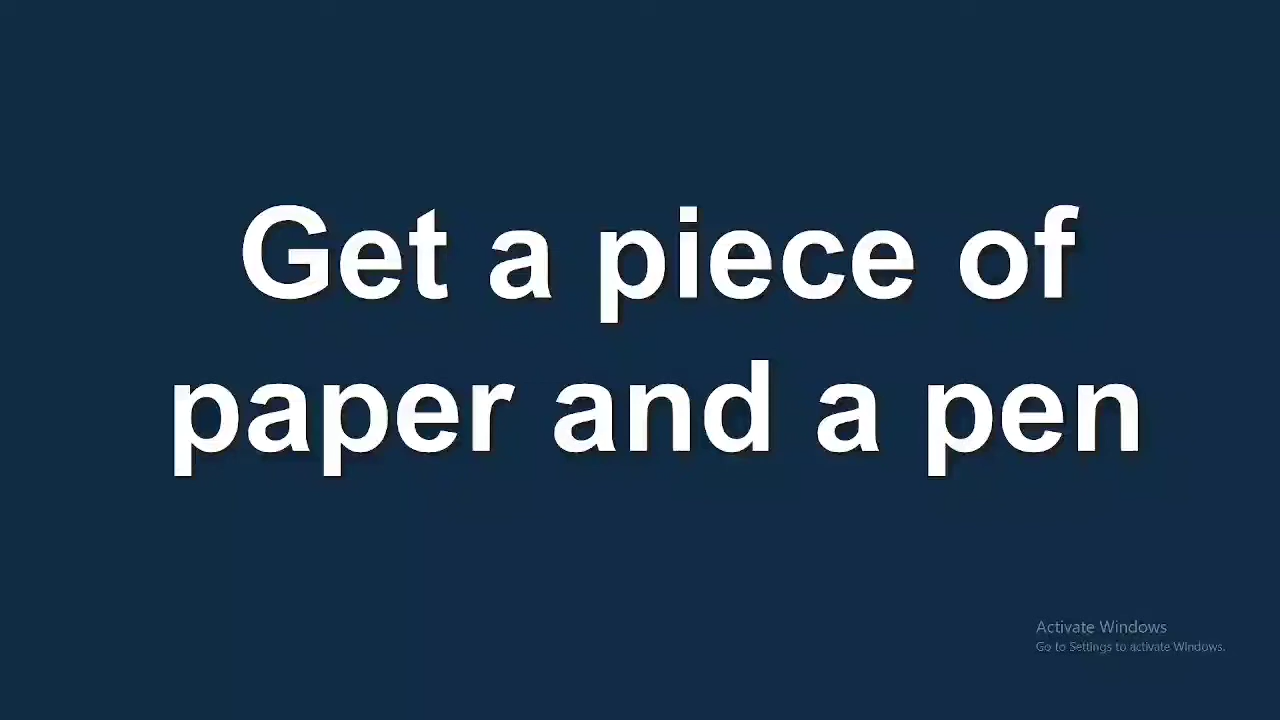 Get a piece of
paper and a pen
Activate Windows
Go to Settings to activate Windows.